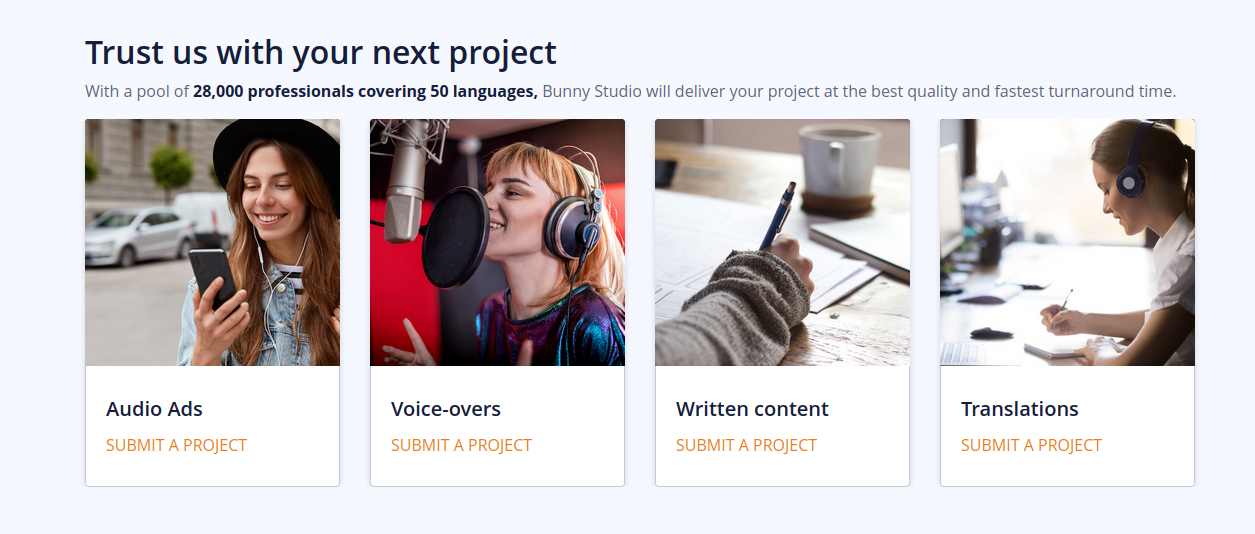 Trust us with your next project
With a pool of 28,000 professionals covering 50 languages, Bunny Studio will deliver your project at the best quality and fastest turnaround time.
Audio Ads
SUBMIT A PROJECT
Voice-overs
SUBMIT A PROJECT
Written content
SUBMIT A PROJECT
Translations
SUBMIT A PROJECT